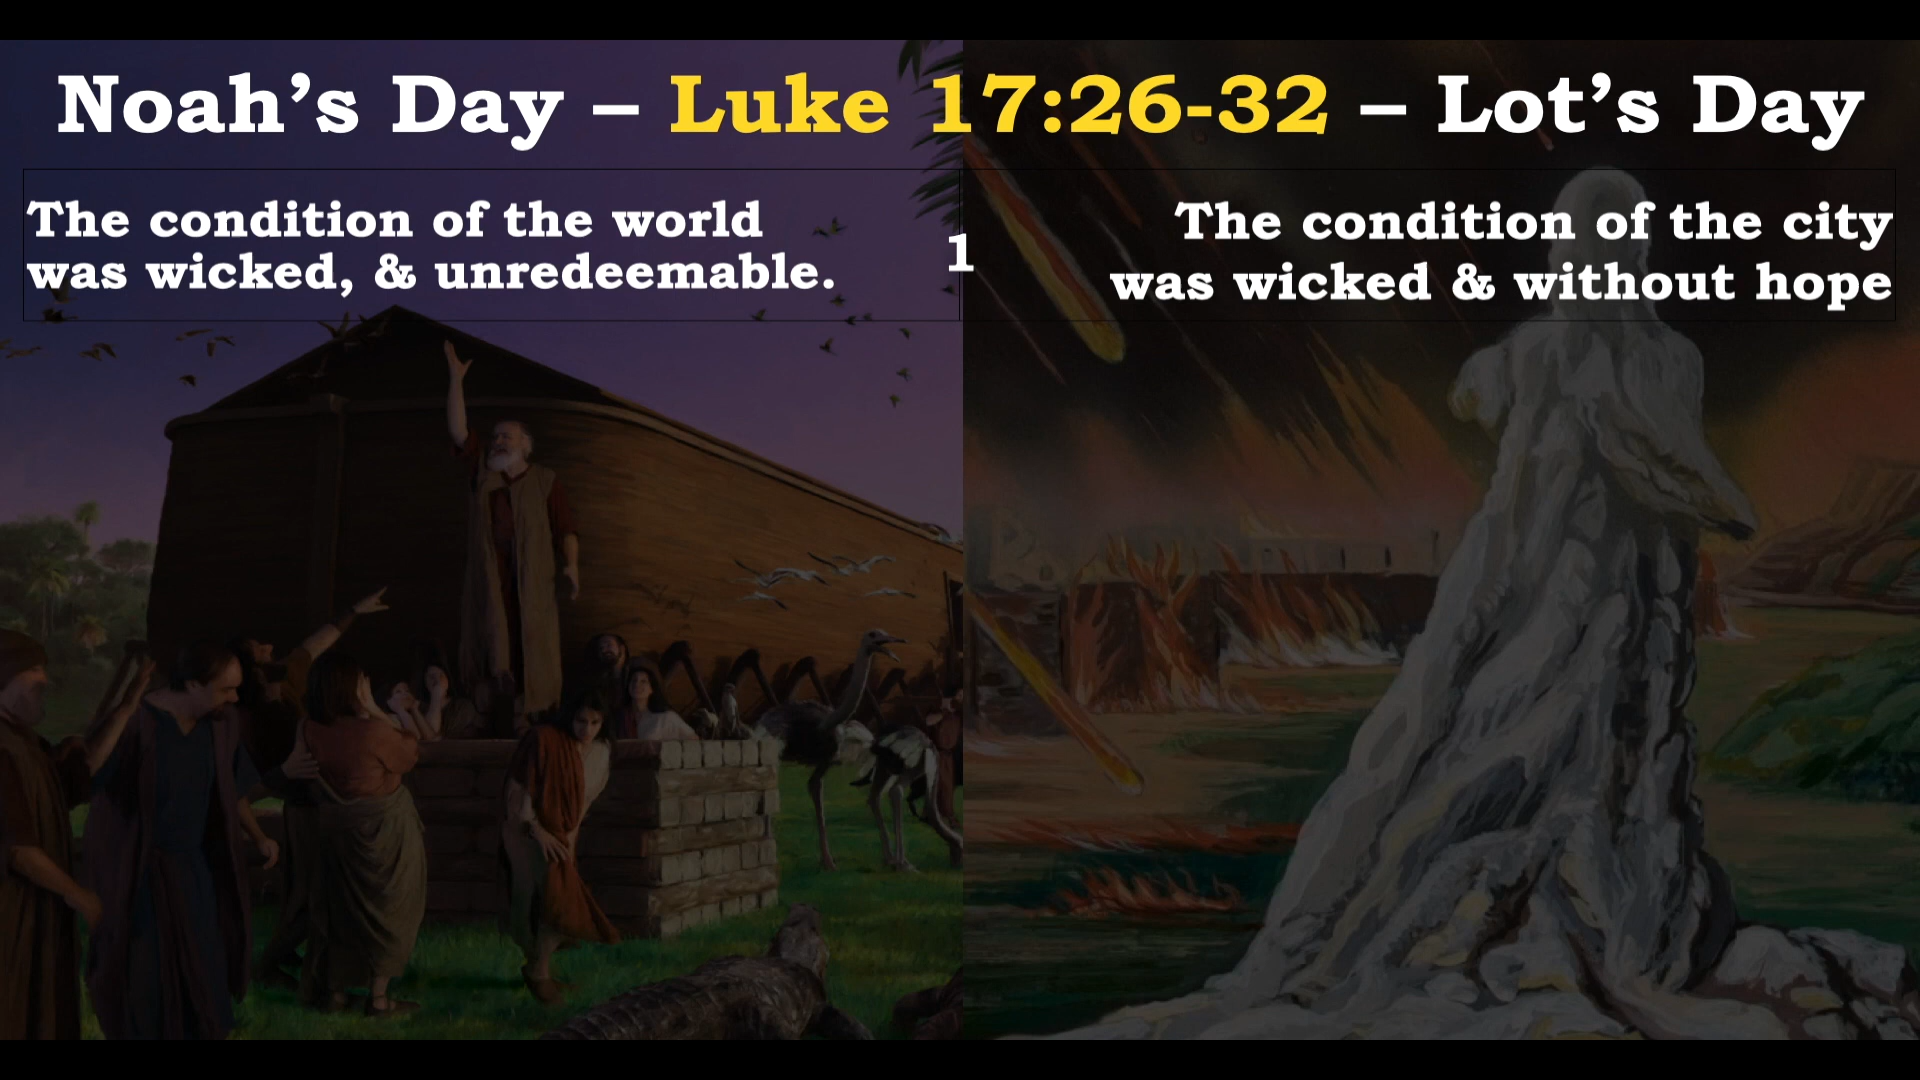 Noah’s Day – Luke 17:26-32 – Lot’s Day
The condition of the world
was wicked, & unredeemable.
1
The condition of the city
was wicked & without hope